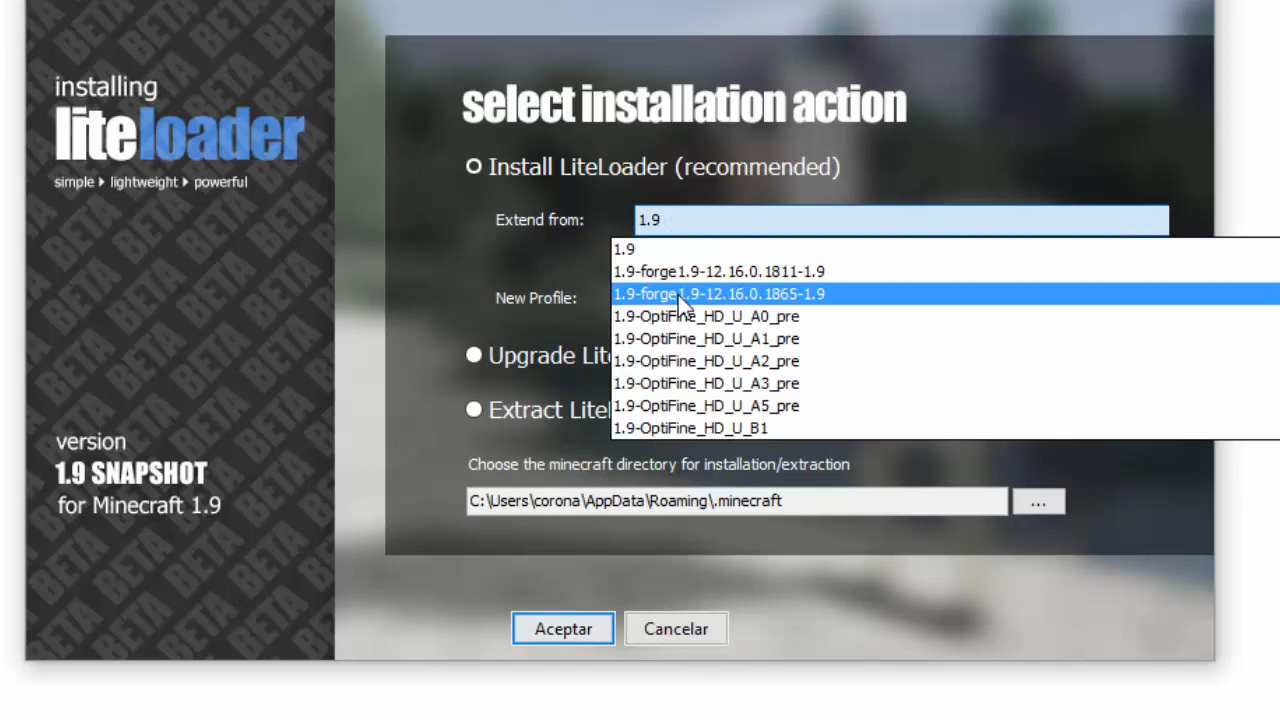 installing
liteloader
simple lightweight powerful
version
1.9 SNAPSHOT
for Minecraft 1.9
select installation action
Install LiteLoader (recommended)
Extend from:
1.9
1.9
1.9-forge1.9-12.16.0.1811-1.9
1.9-forge1.9-12.16.0.1865-1.9
1.9-OptiFine_HD_U_A0_pre
1.9-OptiFine_HD_U_A1_pre
1.9-OptiFine_HD_U_A2_pre
1.9-OptiFine_HD_U_A3_pre
1.9-OptiFine_HD_U_A5_pre
1.9-OptiFine_HD_U_B1
New Profile:
Upgrade Lit
Extract Lite
Choose the minecraft directory for installation/extraction
C:\Users\corona\AppData\Roaming\.minecraft
...
Aceptar
Cancelar
BETA